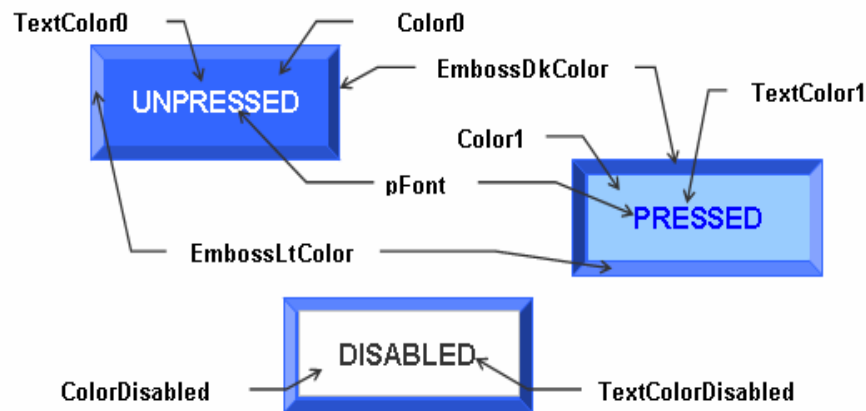 TextColor0 Color0
EmbossDkColor
UNPRESSED TextColor1
Color1
pFont
PRESSED
EmbossLtColor
DISABLED
ColorDisabled TextColorDisabled